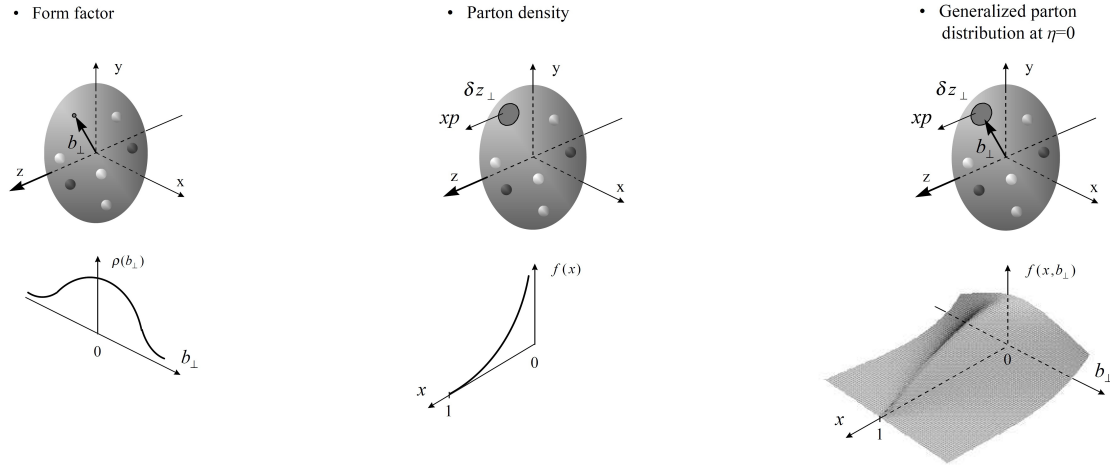 • Form factor
y
b⊥
z
x
ρ(b⊥)
0
b⊥
• Parton density
y
δz⊥
xp
z
x
f(x)
0
x
1
• Generalized parton
distribution at η=0
y
δz⊥
xp
b⊥
z
x
f(x,b⊥)
0
b⊥
x
1